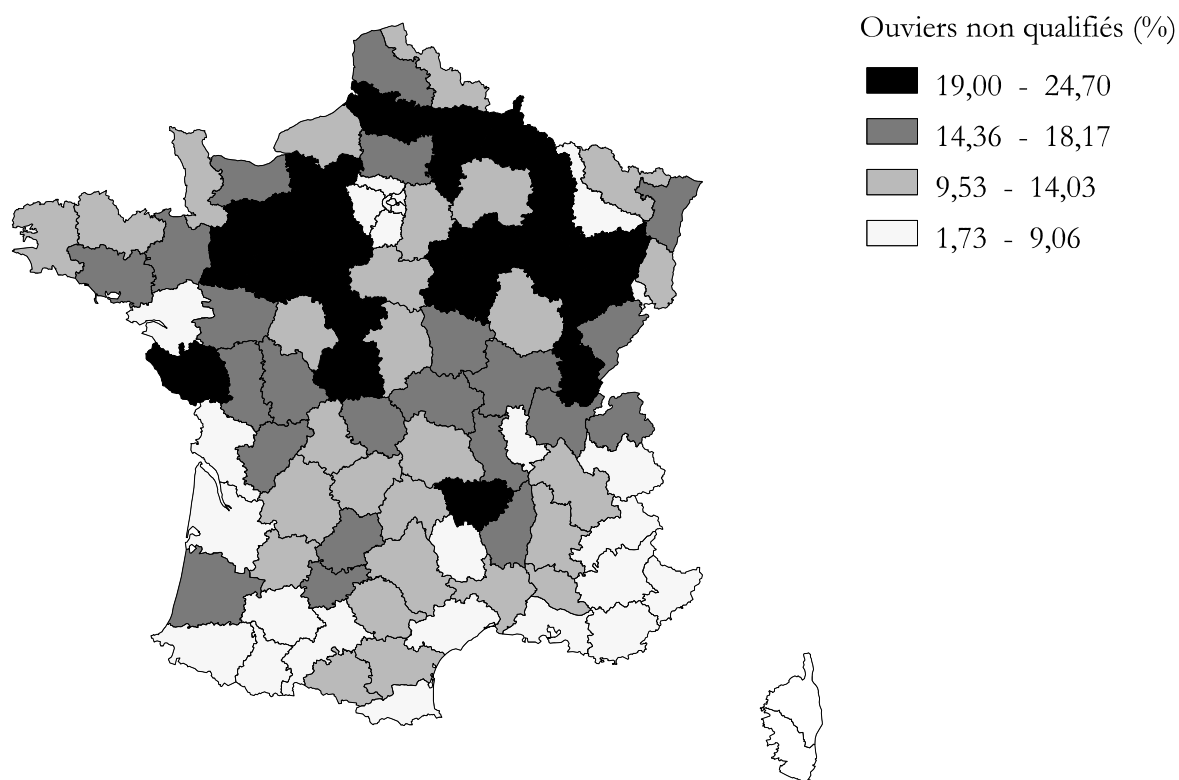 Ouviers non qualifiés (%)
19,00 - 24,70
14,36 - 18,17
9,53 - 14,03
1,73 - 9,06